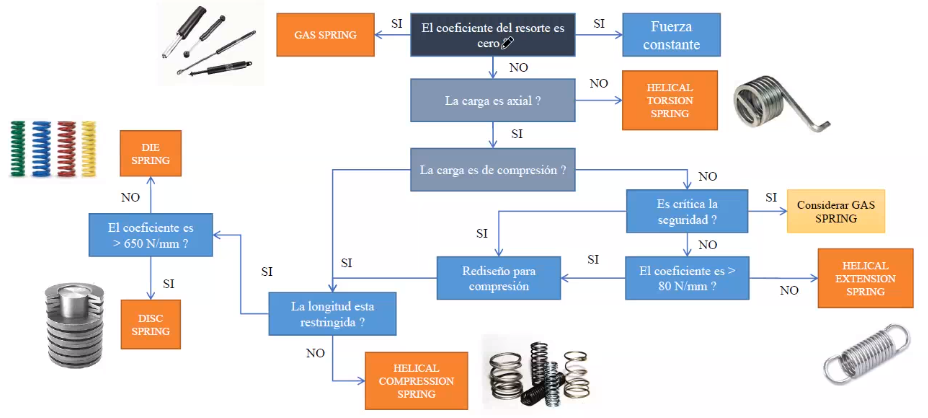 SI
SI
GAS SPRING
El coeficiente del resorte es
cero
Fuerza
constante
NO
La carga es axial ?
NO
HELICAL
TORSION
SPRING
SI
La carga es de compresión ?
NO
DIE
SPRING
NO
Es crítica la
seguridad ?
SI
Considerar GAS
SPRING
El coeficiente es
> 650 N/mm ?
SI
NO
SI
SI
SI
SI
Rediseño para
compresión
El coeficiente es >
80 N/mm ?
NO
HELICAL
EXTENSION
SPRING
DISC
SPRING
La longitud esta
restringida ?
NO
HELICAL
COMPRESSION
SPRING